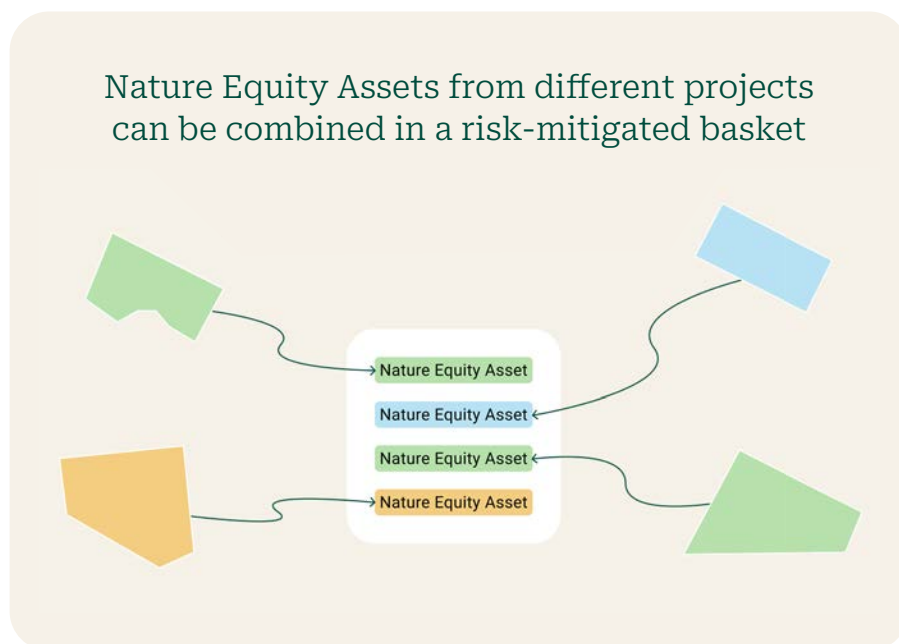 Nature Equity Assets from different projects
can be combined in a risk-mitigated basket
Nature Equity Asset
Nature Equity Asset
Nature Equity Asset
Nature Equity Asset